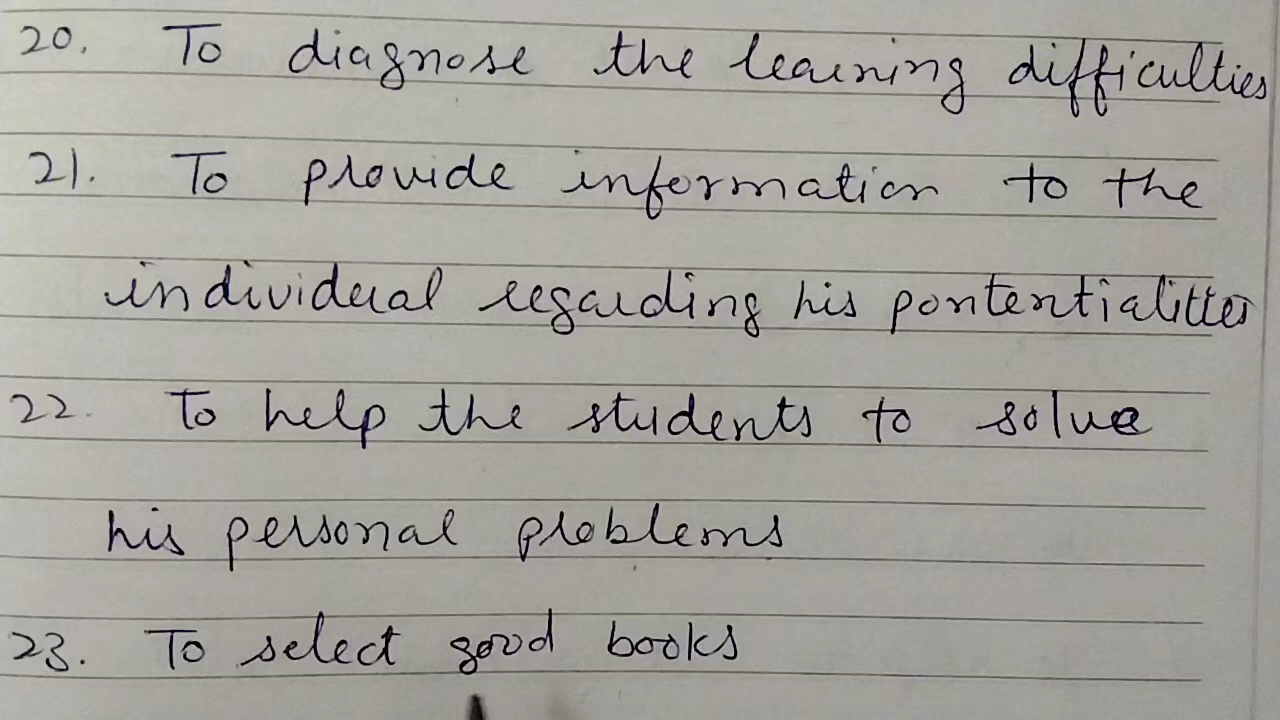 20. To diagnose the learning difficulties
21. To provide information to the
individual regarding his pontentialitter
22. To help the students to solve
his personal problems
23. To select good books